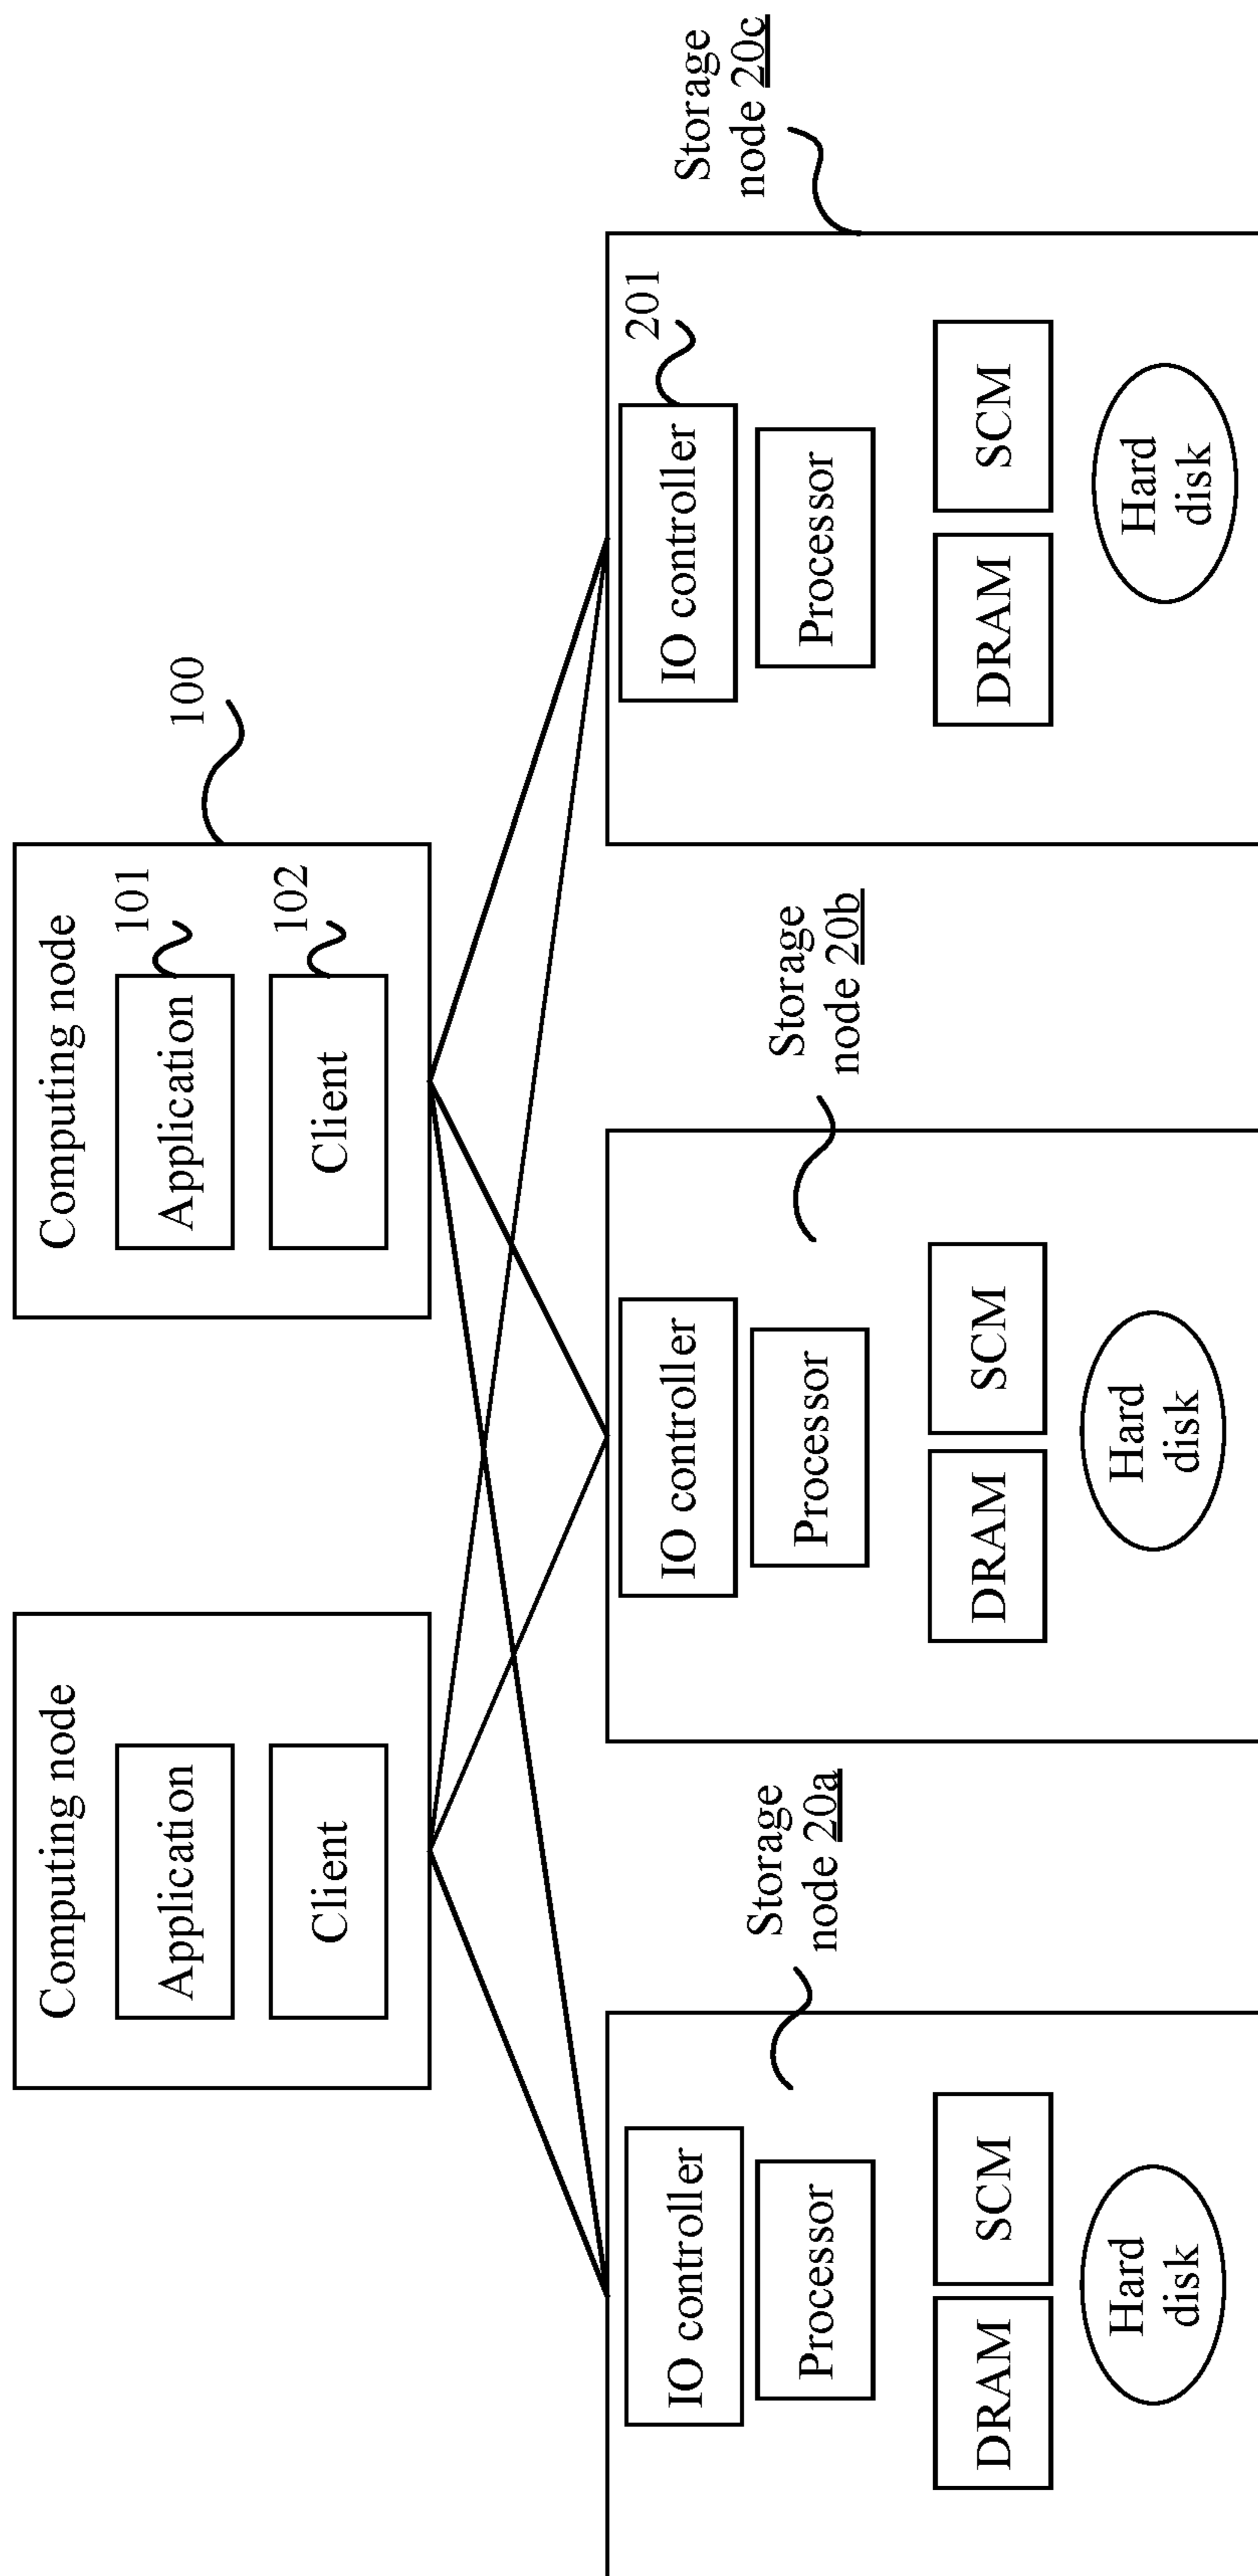 Computing node
Application
Client
Computing node
100
Application
101
Client
102
Storage
node 20a
IO controller
Processor
DRAM
SCM
Hard
disk
Storage
node 20b
IO controller
Processor
DRAM
SCM
Hard
disk
Storage
node 20c
IO controller
201
Processor
DRAM
SCM
Hard
disk